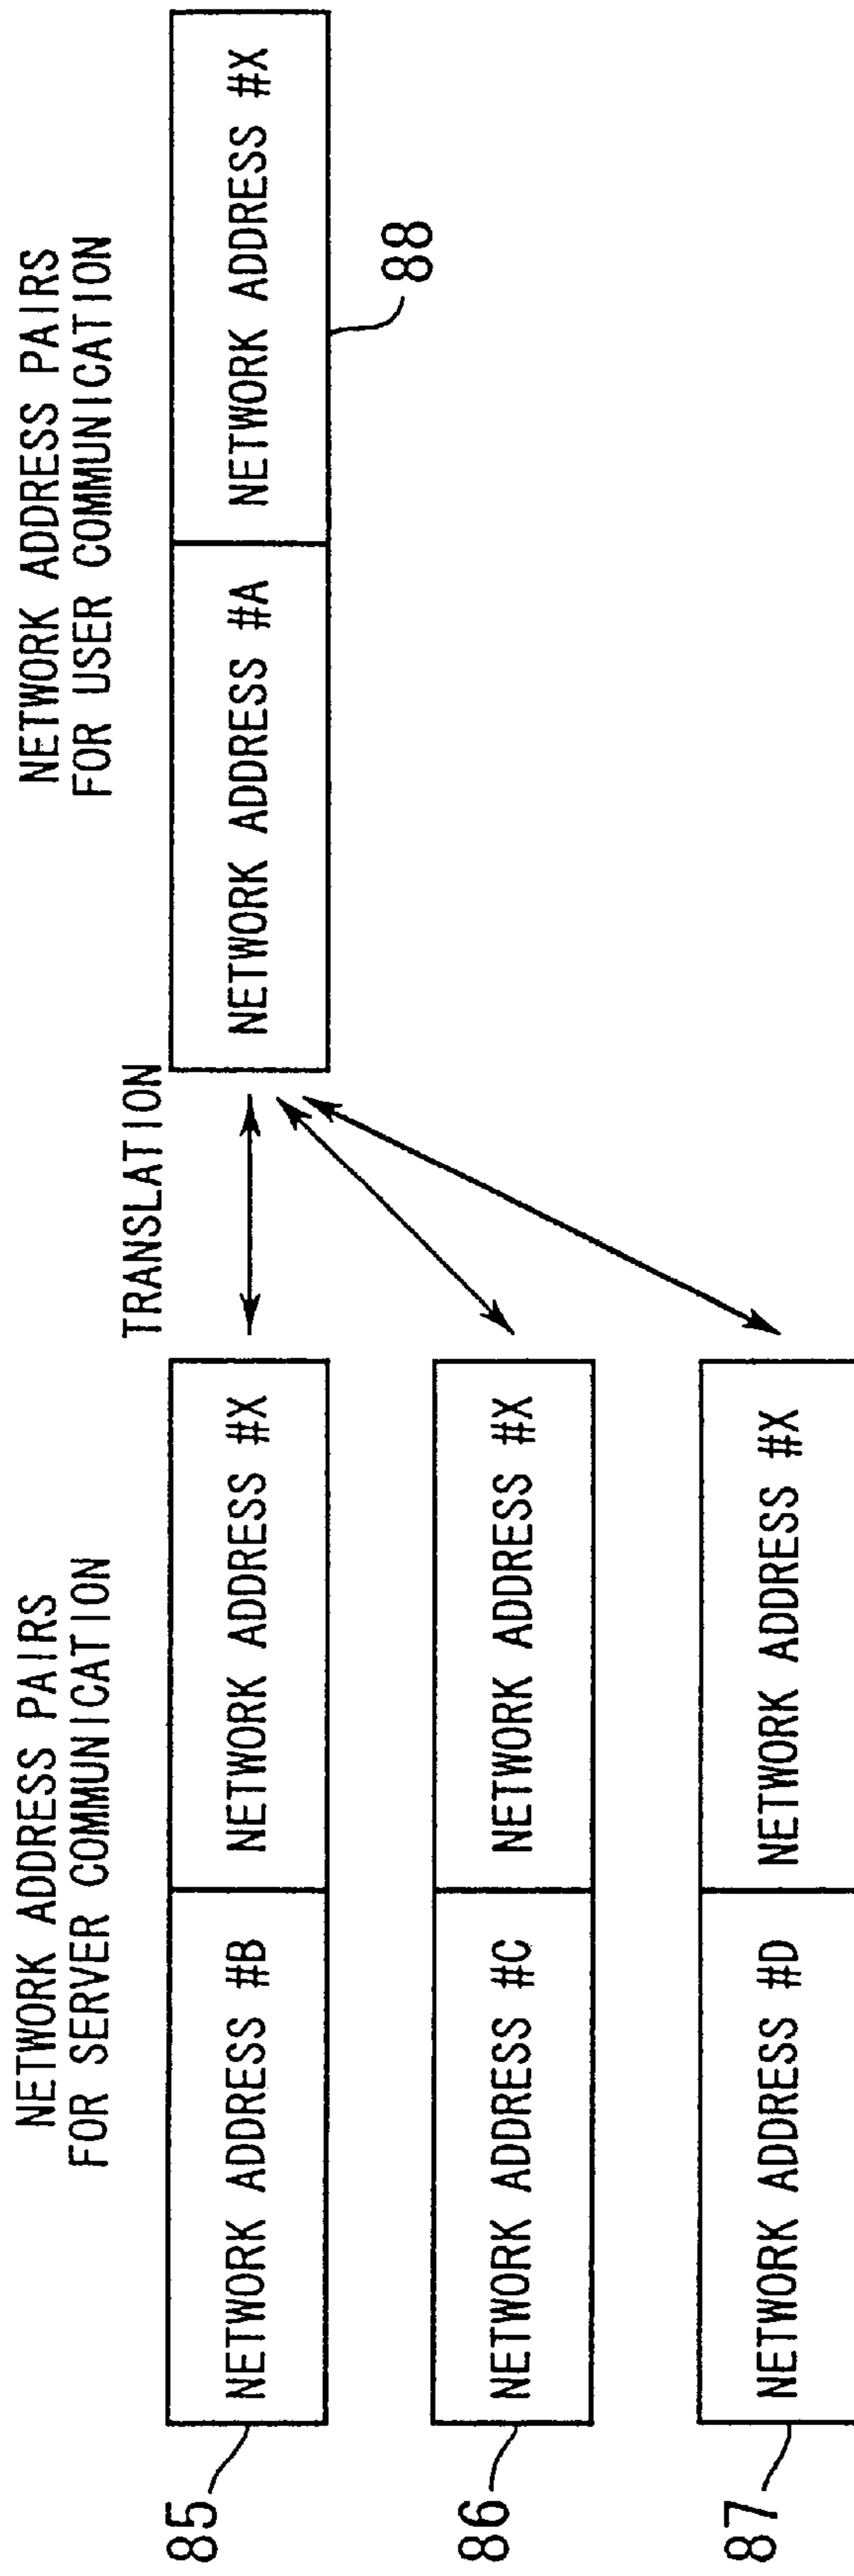 NETWORK ADDRESS PAIRS
FOR SERVER COMMUNICATION
NETWORK ADDRESS PAIRS
FOR USER COMMUNICATION
TRANSLATION
85
NETWORK ADDRESS #B
NETWORK ADDRESS #X
NETWORK ADDRESS #A
NETWORK ADDRESS #X
88
86
NETWORK ADDRESS #C
NETWORK ADDRESS #X
87
NETWORK ADDRESS #D
NETWORK ADDRESS #X